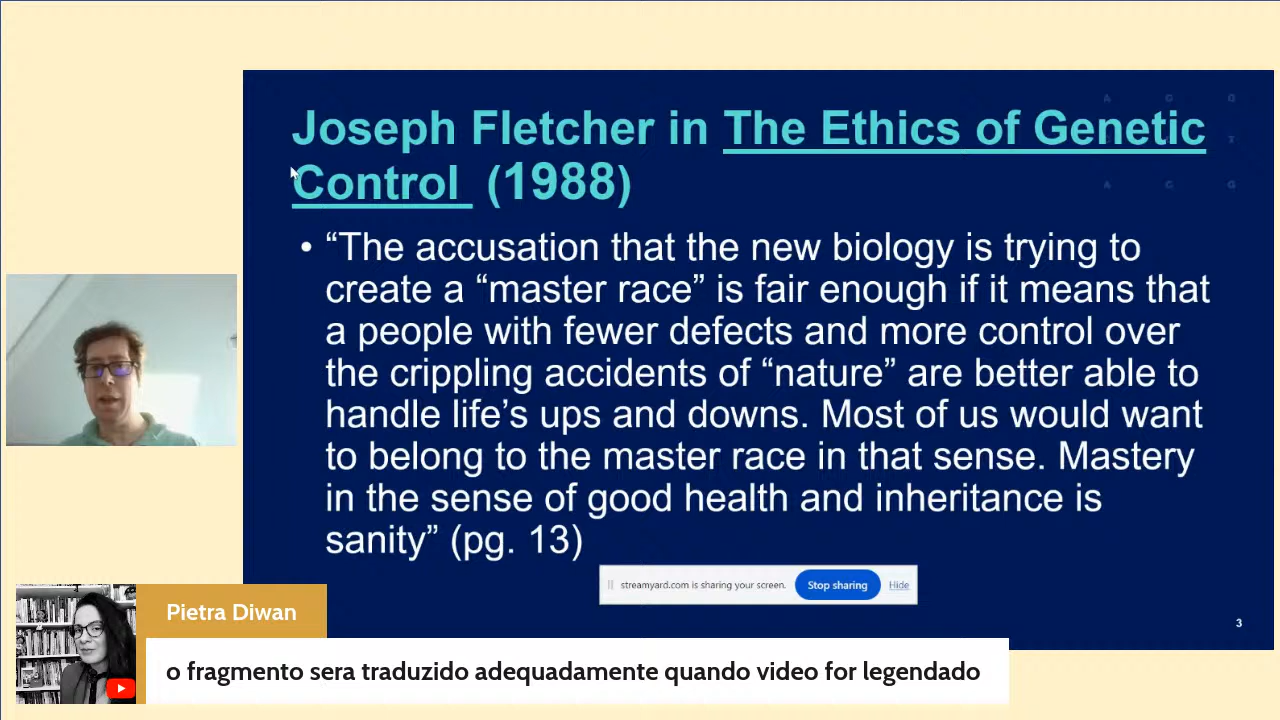 Joseph Fletcher in The Ethics of Genetic
Control (1988)
• “The accusation that the new biology is trying to
create a “master race” is fair enough if it means that
a people with fewer defects and more control over
the crippling accidents of “nature” are better able to
handle life’s ups and downs. Most of us would want
to belong to the master race in that sense. Mastery
in the sense of good health and inheritance is
sanity” (pg. 13)
streamyard.com is sharing your screen. Stop sharing Hide
3
Pietra Diwan
o fragmento sera traduzido adequadamente quando video for legendado